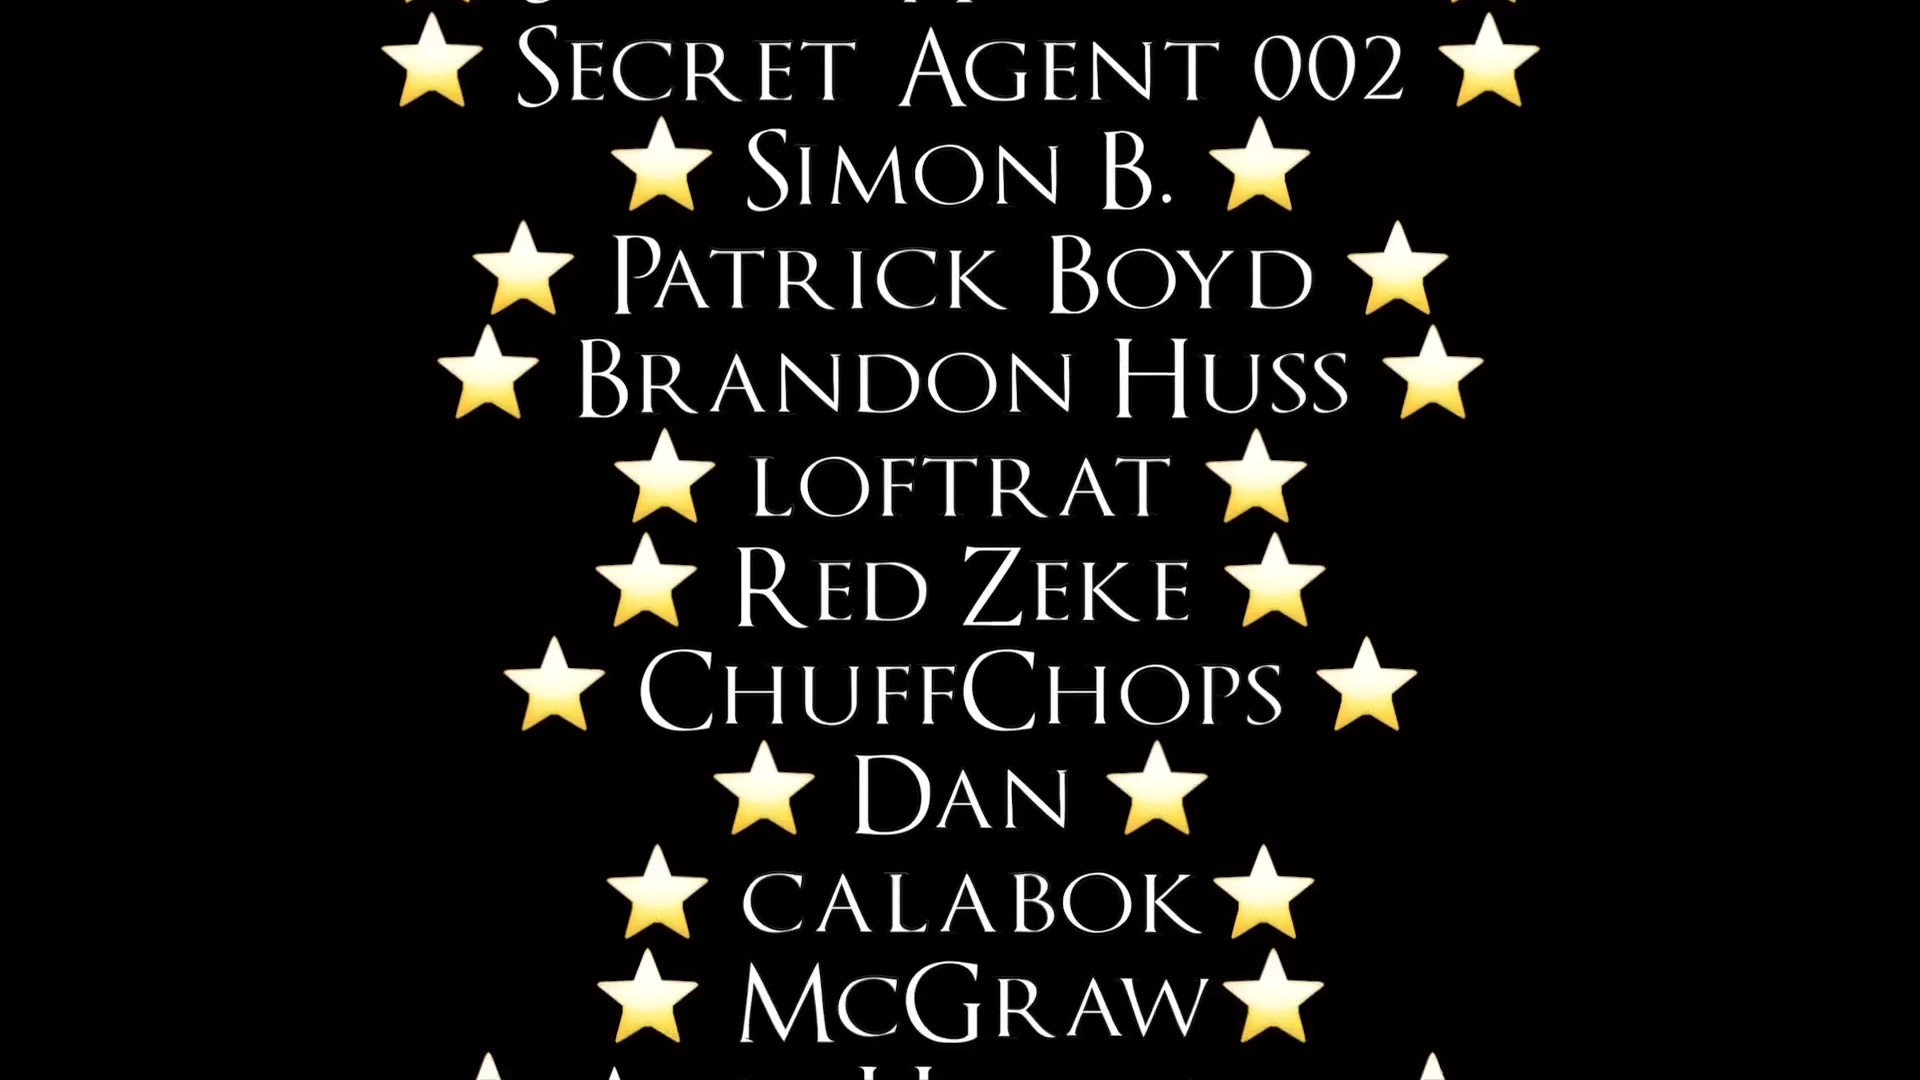 ⭐ Secret Agent 002 ⭐
⭐ Simon B. ⭐
⭐ Patrick Boyd ⭐
⭐ Brandon Huss ⭐
⭐ loftrat ⭐
⭐ Red Zeke ⭐
⭐ ChuffChops ⭐
⭐ Dan ⭐
⭐ calabok ⭐
⭐ McGraw ⭐